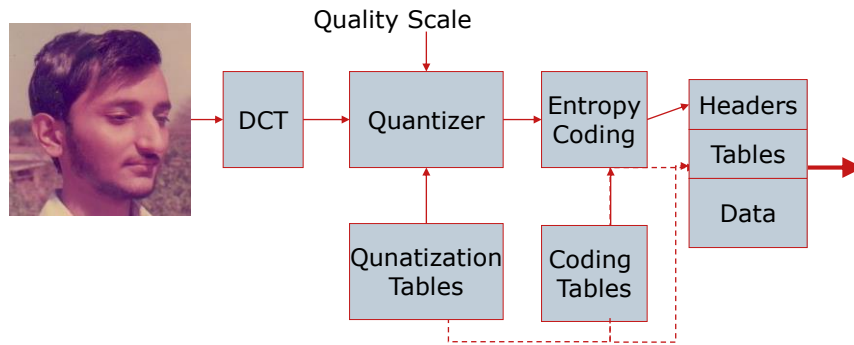 Quality Scale
DCT
Quantizer
Entropy
Coding
Headers
Tables
Data
Qunatization
Tables
Coding
Tables